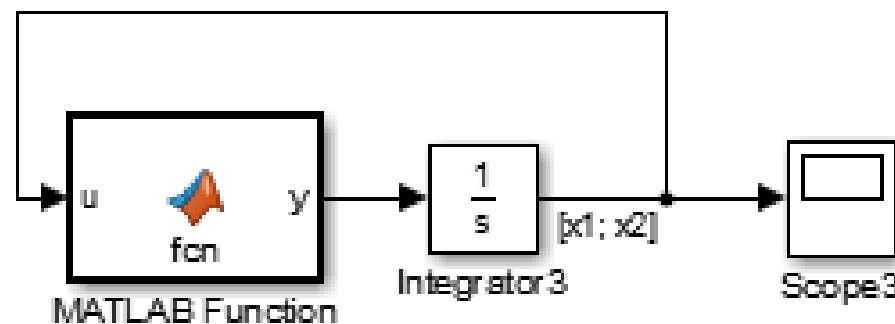 u
y
fcn
MATLAB Function
1
s
Integrator3
[x1; x2]
Scope3